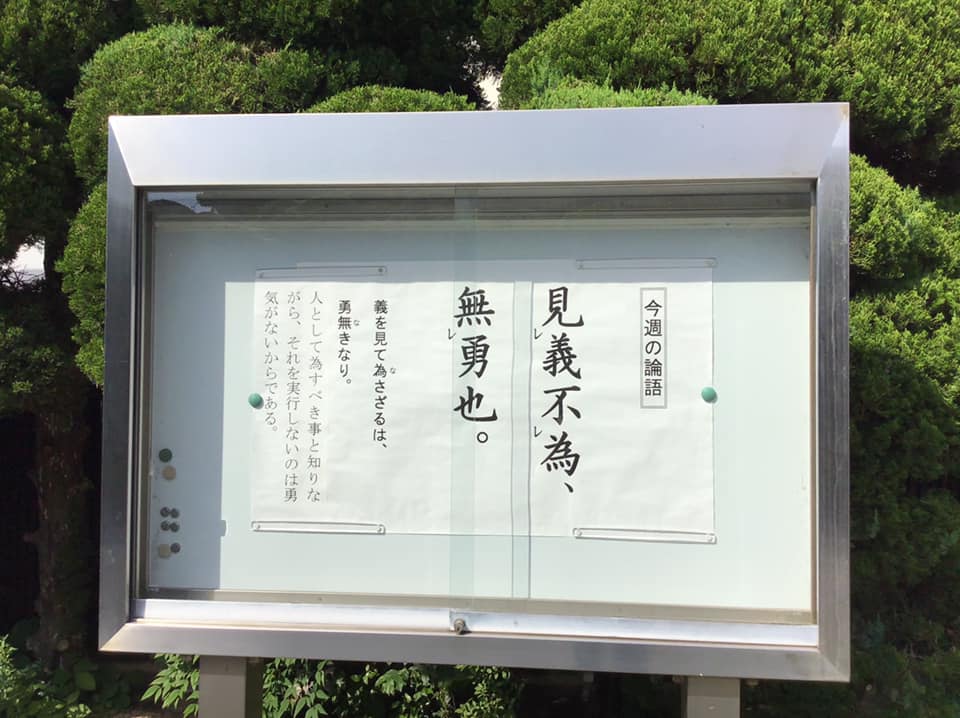 今週の論語
見レ義不レ為、
無レ勇也。
義を見て為さざるは、
勇無きなり。
人として為すべき事と知りな
がら、それを実行しないのは勇
気がないからである。